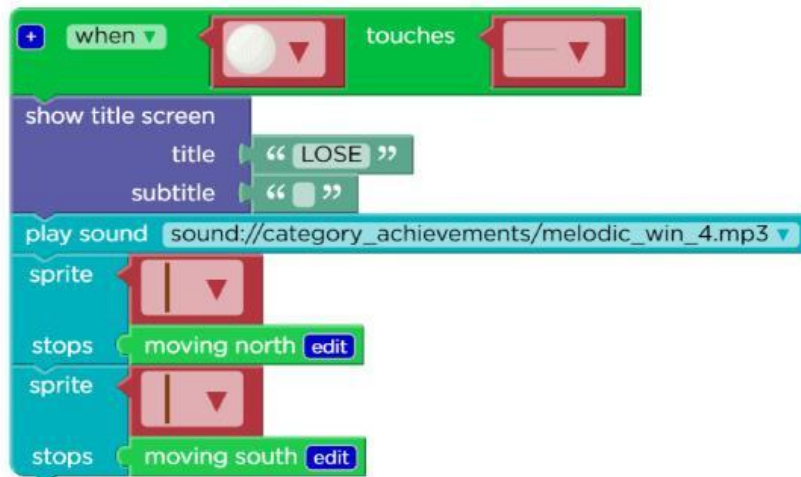 + when ▼ touches
show title screen
title “ LOSE ”
subtitle “ ”
play sound sound://category_achievements/melodic_win_4.mp3 ▼
sprite
stops moving north edit
sprite
stops moving south edit